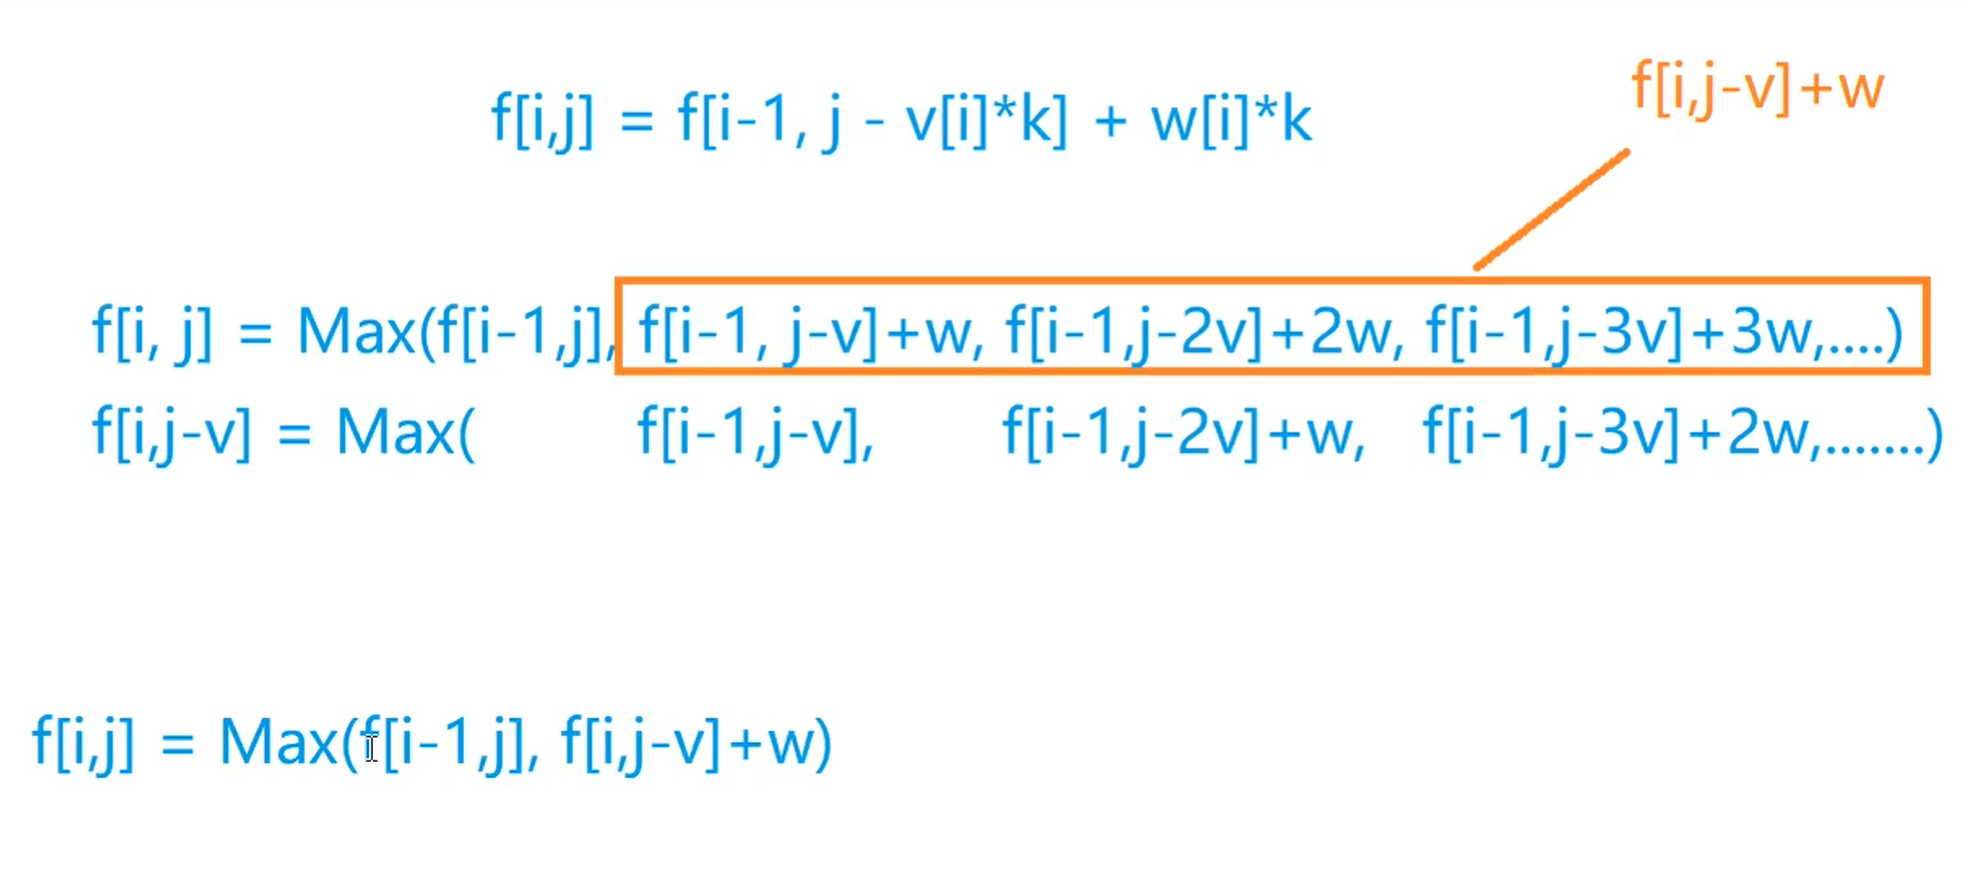 f[i,j-v]+w
f[i,j] = f[i-1, j - v[i]*k] + w[i]*k
f[i, j] = Max(f[i-1,j], f[i-1, j-v]+w, f[i-1,j-2v]+2w, f[i-1,j-3v]+3w,....)
f[i,j-v] = Max( f[i-1,j-v], f[i-1,j-2v]+w, f[i-1,j-3v]+2w,.......)
f[i,j] = Max(f[i-1,j], f[i,j-v]+w)